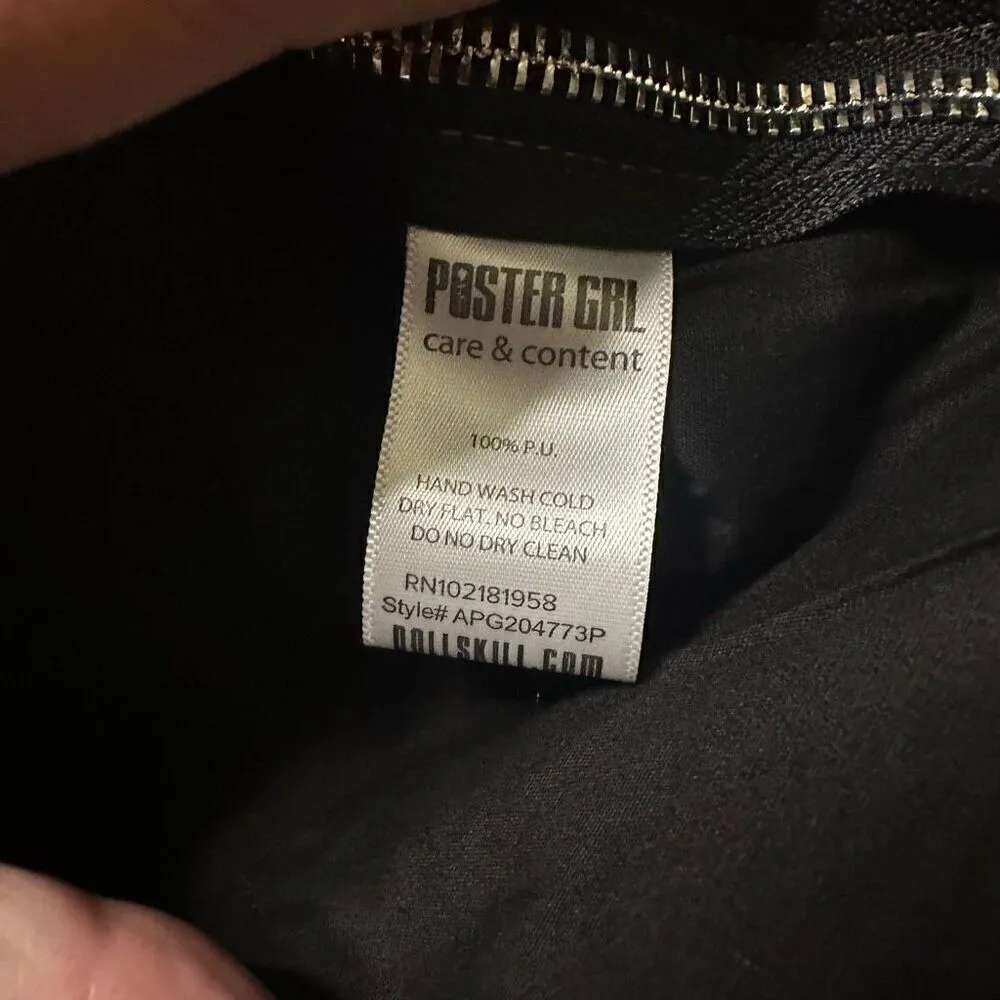 POSTER GRL
care & content
100% P.U.
HAND WASH COLD
DRY FLAT. NO BLEACH
DO NO DRY CLEAN
RN102181958
Style# APG204773P
DOLLSKILL.COM